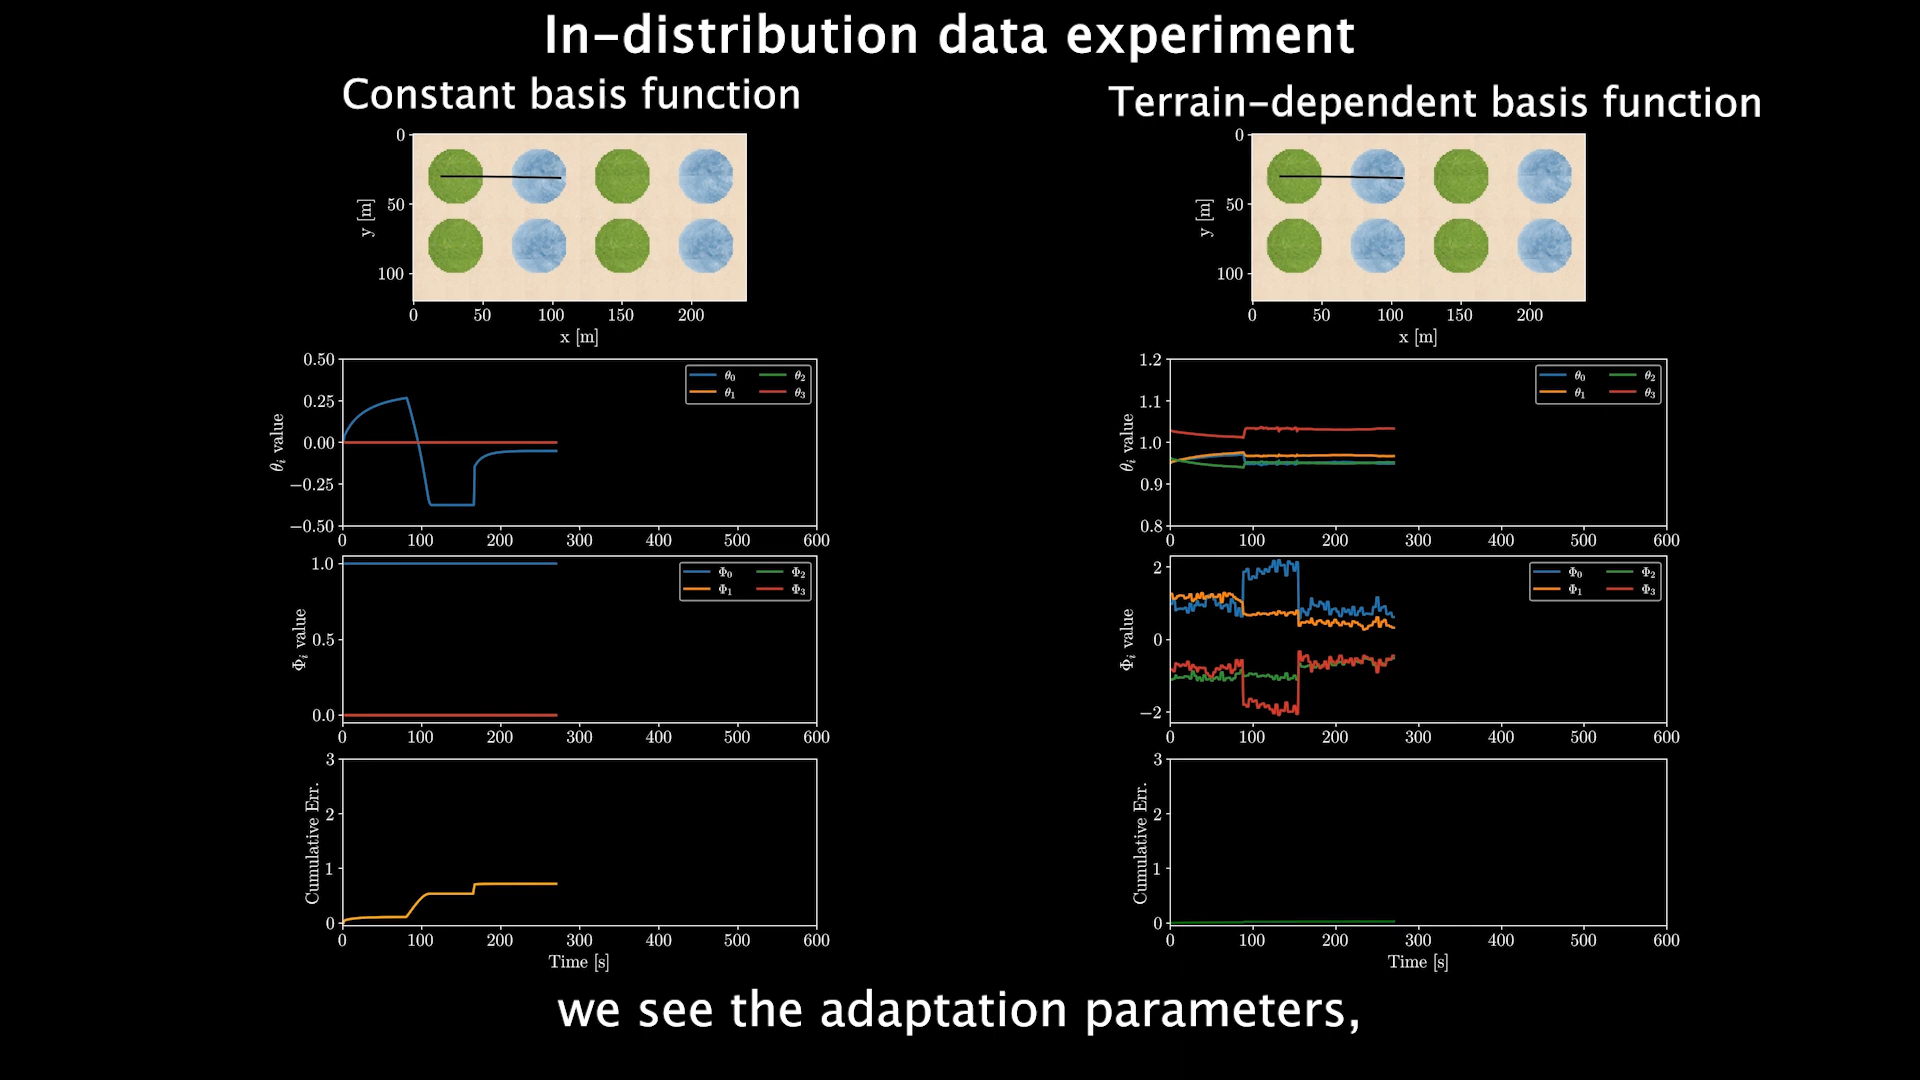 In-distribution data experiment
Constant basis function
Terrain-dependent basis function
0
50
100
y [m]
0 50 100 150 200
x [m]
0
50
100
y [m]
0 50 100 150 200
x [m]
0.50
0.25
0.00
−0.25
−0.50
θi value
θ0 θ2
θ1 θ3
0 100 200 300 400 500 600
1.2
1.1
1.0
0.9
0.8
θi value
θ0 θ2
θ1 θ3
0 100 200 300 400 500 600
1.0
0.5
0.0
Φi value
Φ0 Φ2
Φ1 Φ3
0 100 200 300 400 500 600
2
0
−2
Φi value
Φ0 Φ2
Φ1 Φ3
0 100 200 300 400 500 600
3
2
1
0
Cumulative Err.
0 100 200 300 400 500 600
Time [s]
3
2
1
0
Cumulative Err.
0 100 200 300 400 500 600
Time [s]
we see the adaptation parameters,